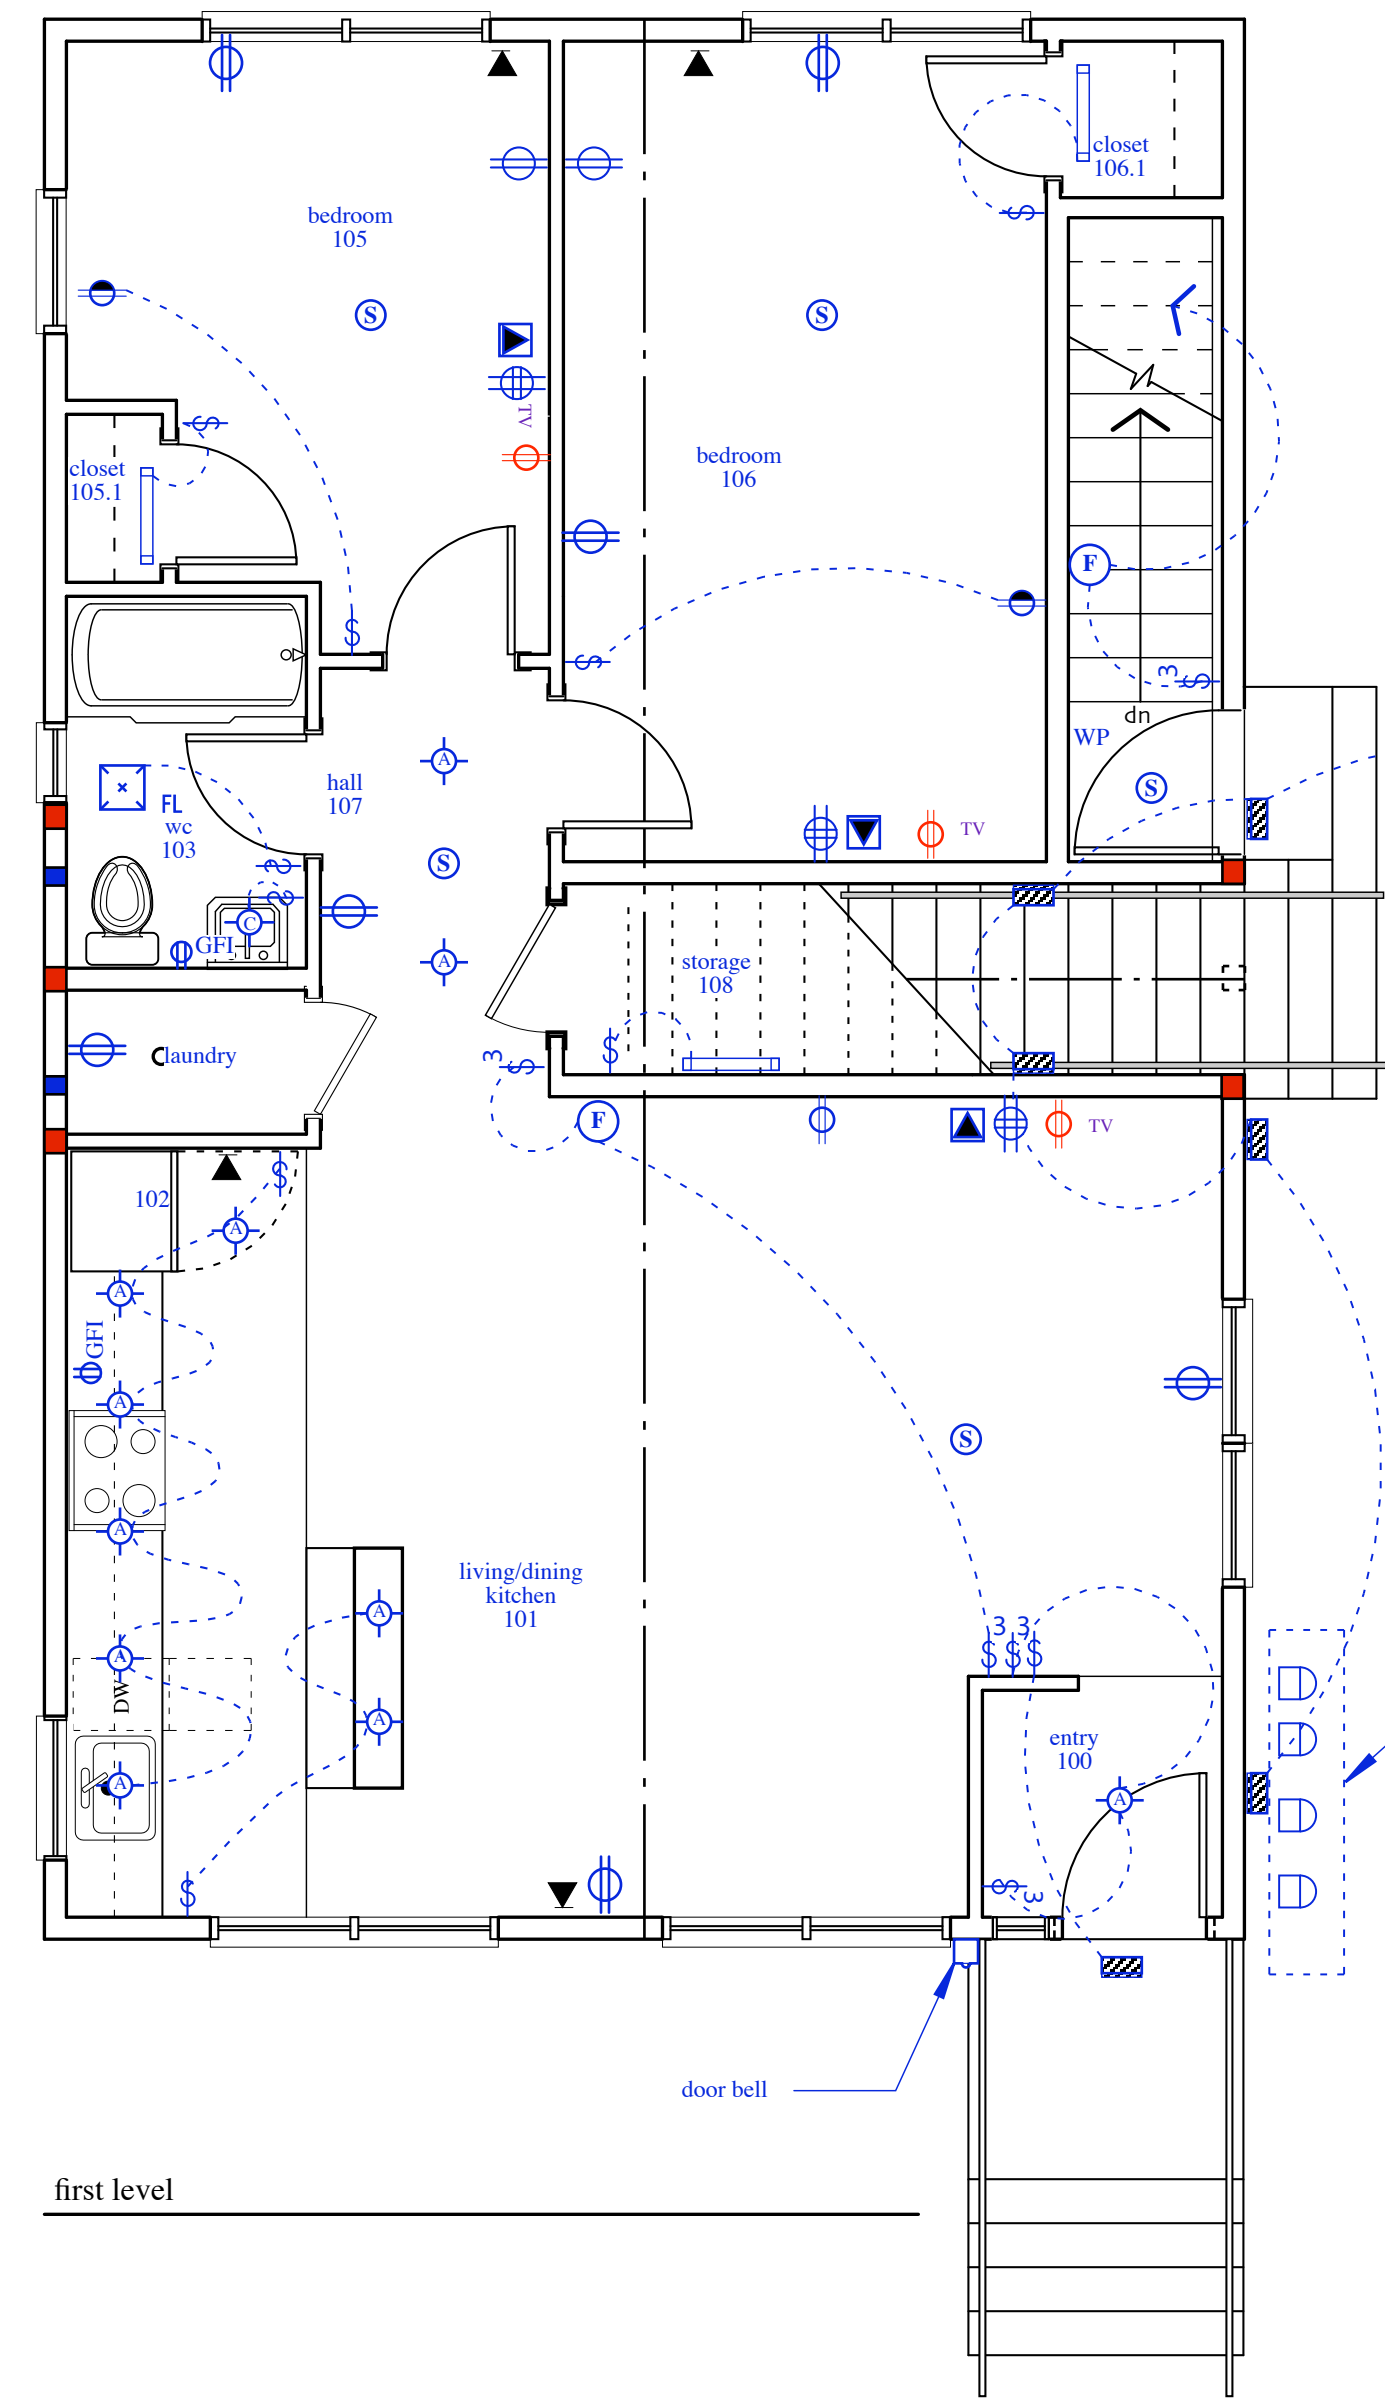 closet
106.1
bedroom
105
S
S
TV
bedroom
106
closet
105.1
F
3
up
WP
S
A
hall
107
FL
wc
103
S
TV
C
GFI
A
storage
108
laundry
3
F
TV
102
A
A
GFI
A
S
A
living/dining
kitchen
101
A
3 3
A
DW
A
entry
100
A
A
3
door bell
first level